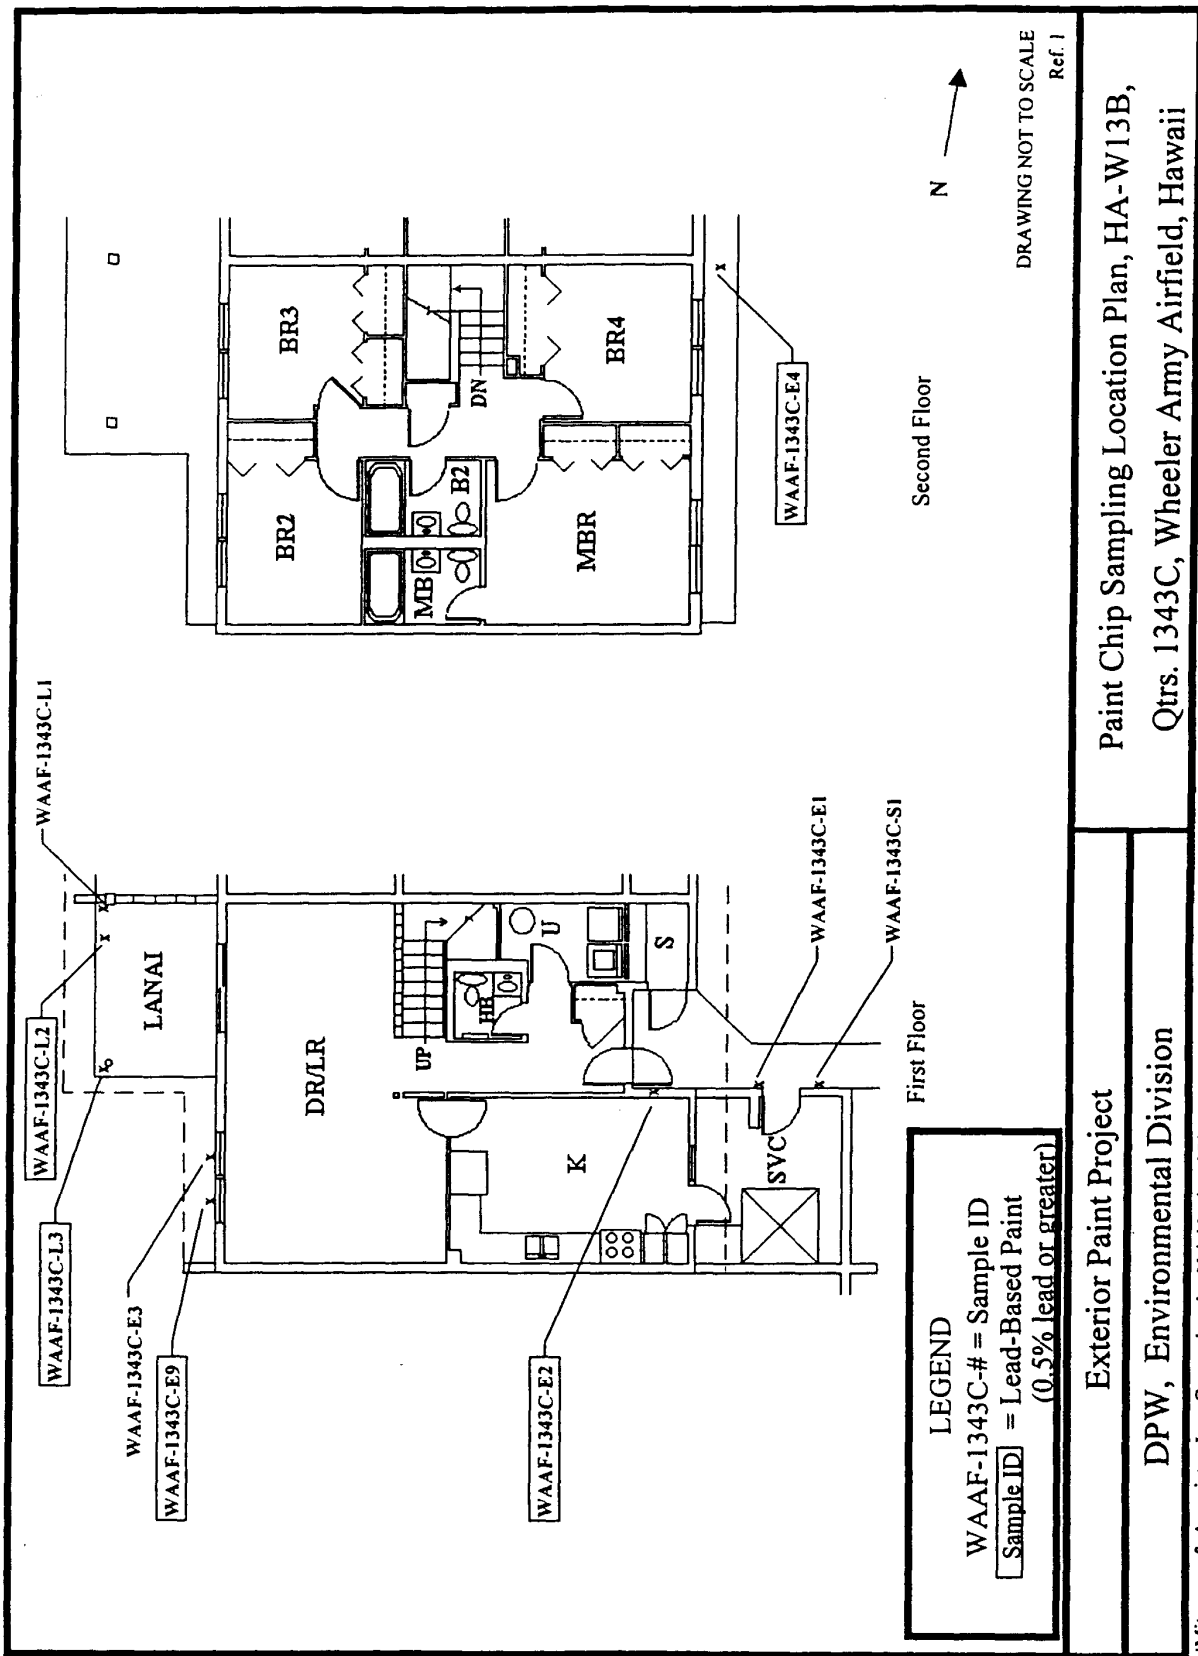 WAAF-1343C-L1
WAAF-1343C-L2
WAAF-1343C-L3
WAAF-1343C-E3
WAAF-1343C-E9
WAAF-1343C-E2
WAAF-1343C-E1
WAAF-1343C-S1
LANAI
DR/LR
UP
HB
U
S
K
SVC
First Floor
BR2
BR3
MB
B2
DN
MBR
BR4
WAAF-1343C-E4
Second Floor
N
DRAWING NOT TO SCALE
Ref. 1
LEGEND
WAAF-1343C-# = Sample ID
Sample ID = Lead-Based Paint
(0.5% lead or greater)
Exterior Paint Project
DPW, Environmental Division
Paint Chip Sampling Location Plan, HA-W13B,
Qtrs. 1343C, Wheeler Army Airfield, Hawaii